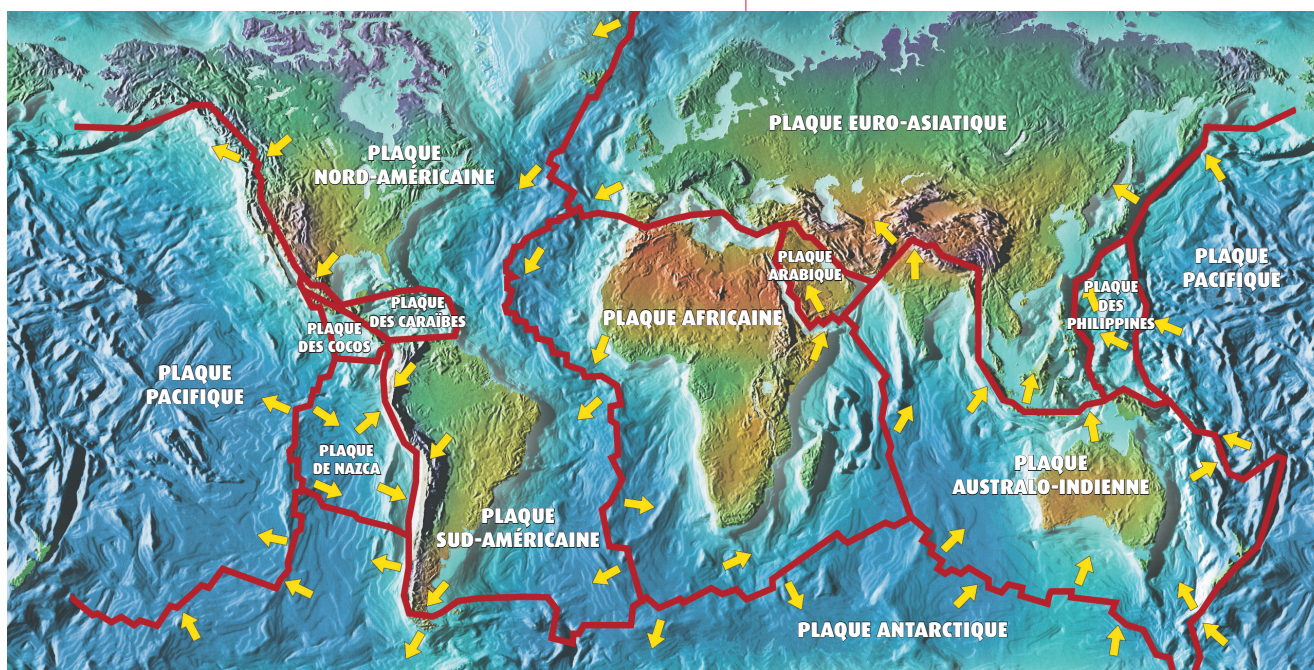 PLAQUE EURO-ASIATIQUE
PLAQUE
NORD-AMÉRICAINE
PLAQUE
ARABIQUE
PLAQUE
PACIFIQUE
PLAQUE
DES CARAÏBES
PLAQUE
DES
PHILIPPINES
PLAQUE AFRICAINE
PLAQUE
DES COCOS
PLAQUE
PACIFIQUE
PLAQUE
DE NAZCA
PLAQUE
AUSTRALO-INDIENNE
PLAQUE
SUD-AMÉRICAINE
PLAQUE ANTARCTIQUE